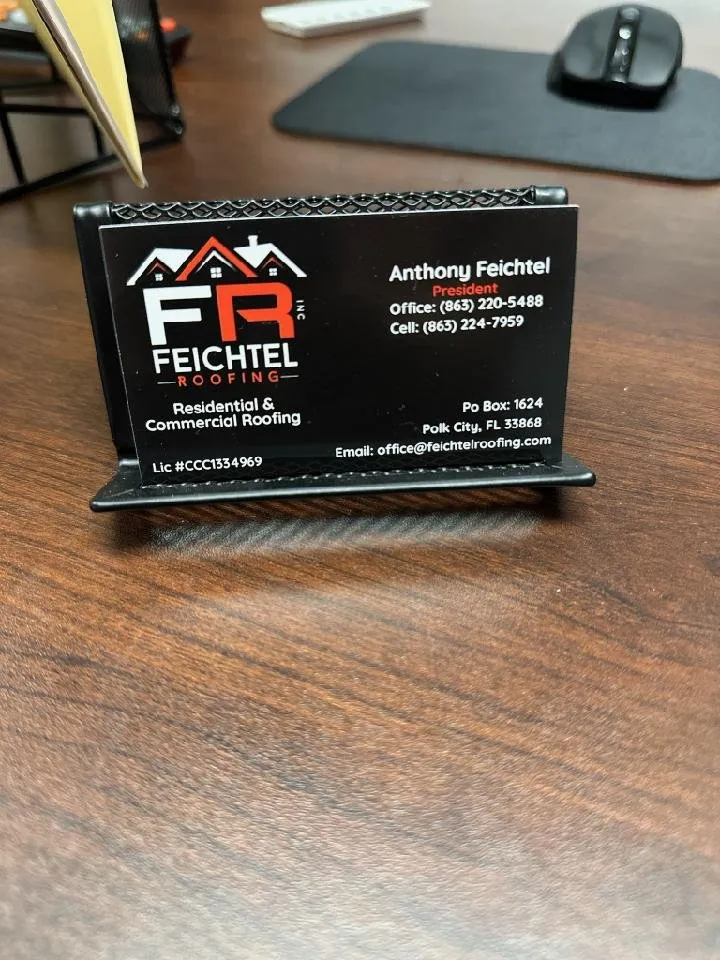 FR INC
FEICHTEL
ROOFING
Residential &
Commercial Roofing
Lic #CCC1334969
Anthony Feichtel
President
Office: (863) 220-5488
Cell: (863) 224-7959
Po Box: 1624
Polk City, FL 33868
Email: office@feichtelroofing.com